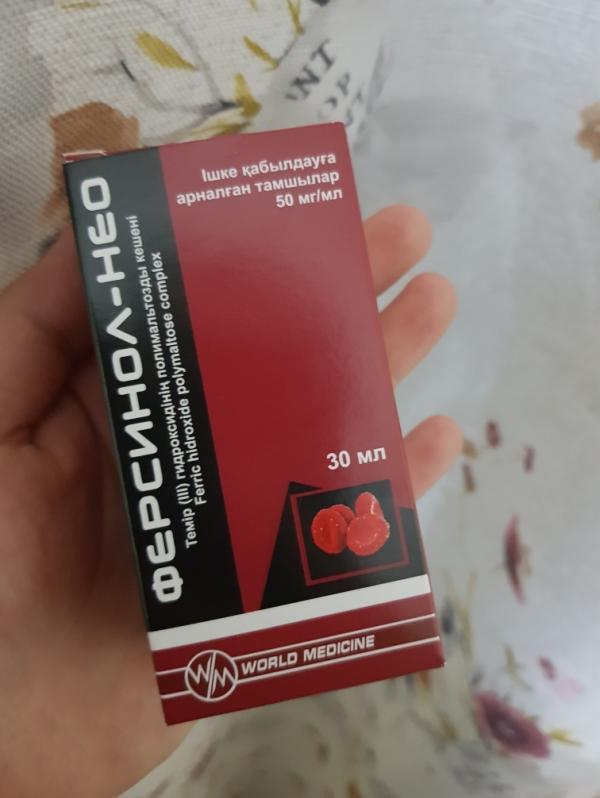 Ішке қабылдауға
арналған тамшылар
50 мг/мл
ФЕРСИНОЛ-НЕО
Темір (III) гидроксидінің полимальтозды кешені
Ferric hidroxide polymaltose complex
30 мл
WM WORLD MEDICINE